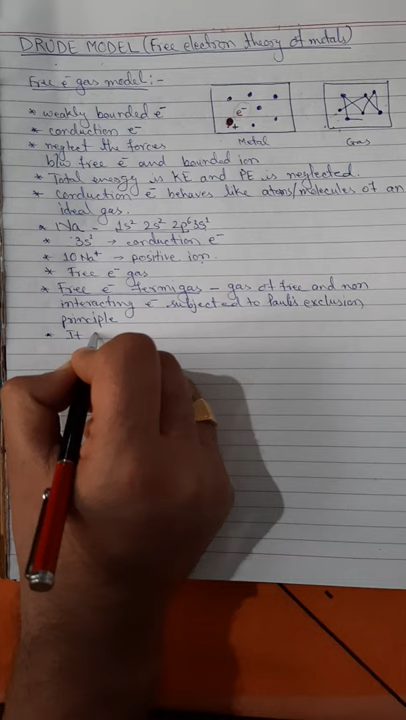 DRUDE MODEL (Free electron theory of metals)
Free e⁻ gas model:-
* weakly bounded e⁻
* conduction e⁻
* neglect the forces
b/w free e⁻ and bounded ion
e⁻
+
Metal
Gas
* Total energy is KE and PE is neglected.
* conduction e⁻ behaves like atoms/molecules of an
ideal gas.
* Na - 1s² 2s² 2p⁶ 3s¹
* 3s¹ → conduction e⁻
* 10 Na⁺ → positive ion.
* Free e⁻ gas
* Free e⁻ fermi gas - gas of free and non
interacting e⁻ subjected to Pauli's exclusion
principle
* It